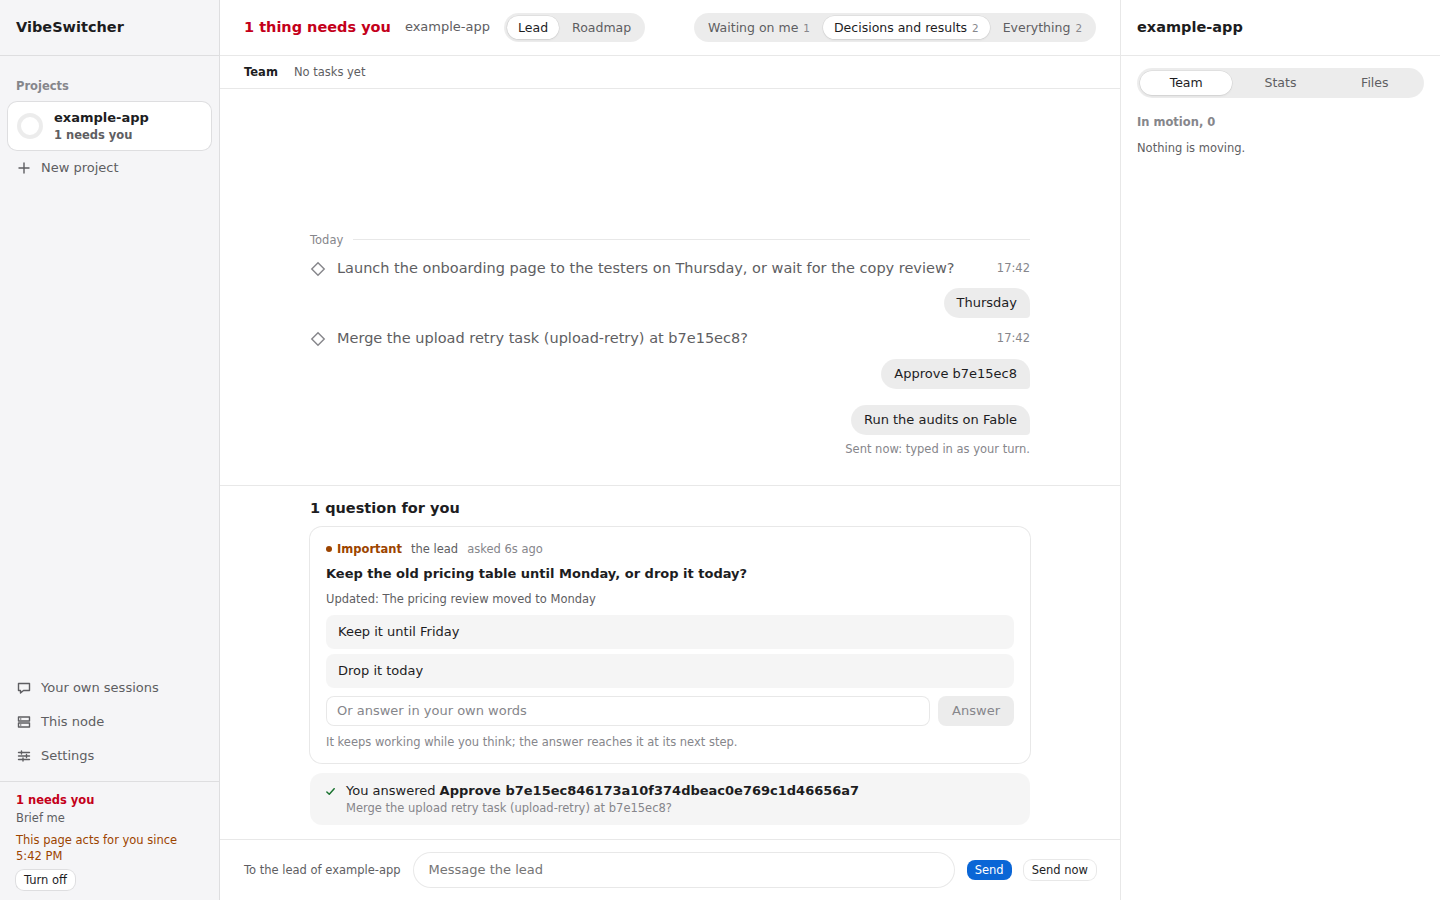 VibeSwitcher
Projects
example-app
1 needs you
New project
Your own sessions
This node
Settings
1 needs you
Brief me
This page acts for you since
5:42 PM
Turn off
1 thing needs you example-app Lead Roadmap Waiting on me 1 Decisions and results 2 Everything 2
Team No tasks yet
Today
Launch the onboarding page to the testers on Thursday, or wait for the copy review? 17:42
Thursday
Merge the upload retry task (upload-retry) at b7e15ec8? 17:42
Approve b7e15ec8
Run the audits on Fable
Sent now: typed in as your turn.
1 question for you
Important the lead asked 6s ago
Keep the old pricing table until Monday, or drop it today?
Updated: The pricing review moved to Monday
Keep it until Friday
Drop it today
Or answer in your own words Answer
It keeps working while you think; the answer reaches it at its next step.
You answered Approve b7e15ec846173a10f374dbeac0e769c1d46656a7
Merge the upload retry task (upload-retry) at b7e15ec8?
To the lead of example-app Message the lead Send Send now
example-app
Team Stats Files
In motion, 0
Nothing is moving.